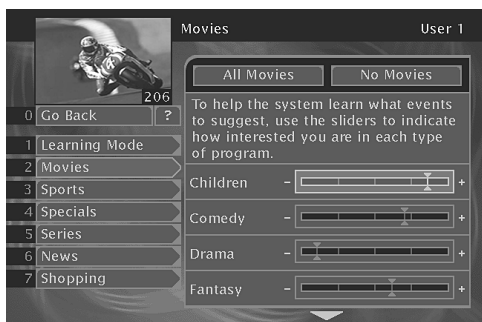 Movies
User 1
206
0 Go Back ?
1 Learning Mode
2 Movies
3 Sports
4 Specials
5 Series
6 News
7 Shopping
All Movies
No Movies
To help the system learn what events
to suggest, use the sliders to indicate
how interested you are in each type
of program.
Children - +
Comedy - +
Drama - +
Fantasy - +